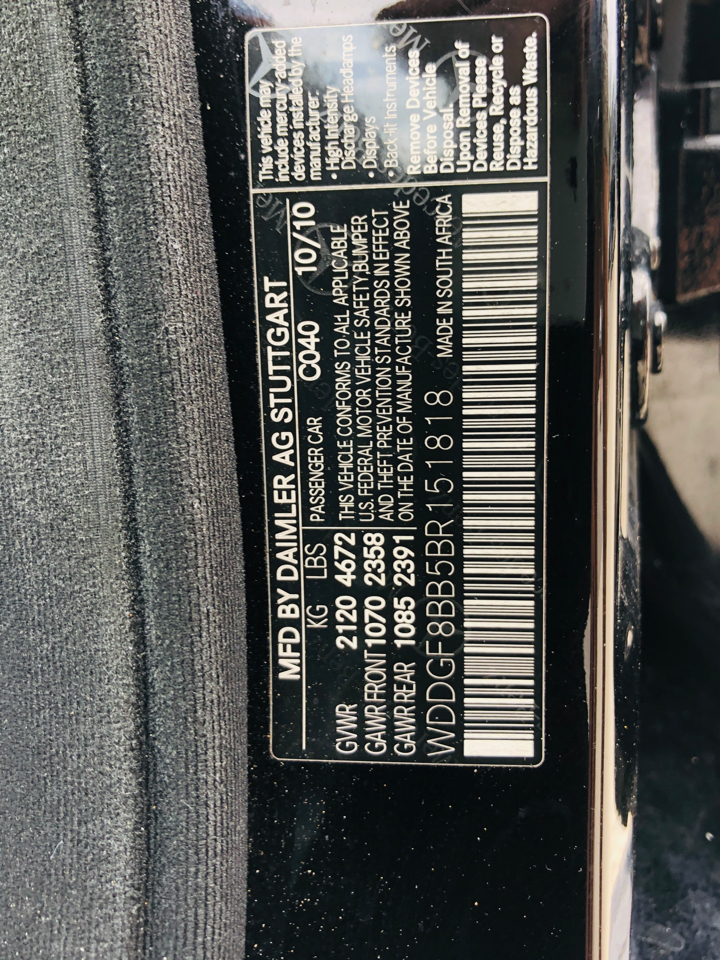 MFD BY DAIMLER AG STUTTGART
KG LBS PASSENGER CAR C040 10/10
GVWR 2120 4672
GAWR FRONT 1070 2358
GAWR REAR 1085 2391
THIS VEHICLE CONFORMS TO ALL APPLICABLE
U.S. FEDERAL MOTOR VEHICLE SAFETY,BUMPER
AND THEFT PREVENTION STANDARDS IN EFFECT
ON THE DATE OF MANUFACTURE SHOWN ABOVE
WDDGF8BB5BR151818 MADE IN SOUTH AFRICA
This vehicle may
include mercury added
devices installed by the
manufacturer:
• High Intensity
Discharge Headlamps
• Displays
• Back-lit Instruments
Remove Devices
Before Vehicle
Disposal.
Upon Removal of
Devices Please
Reuse, Recycle or
Dispose as
Hazardous Waste.